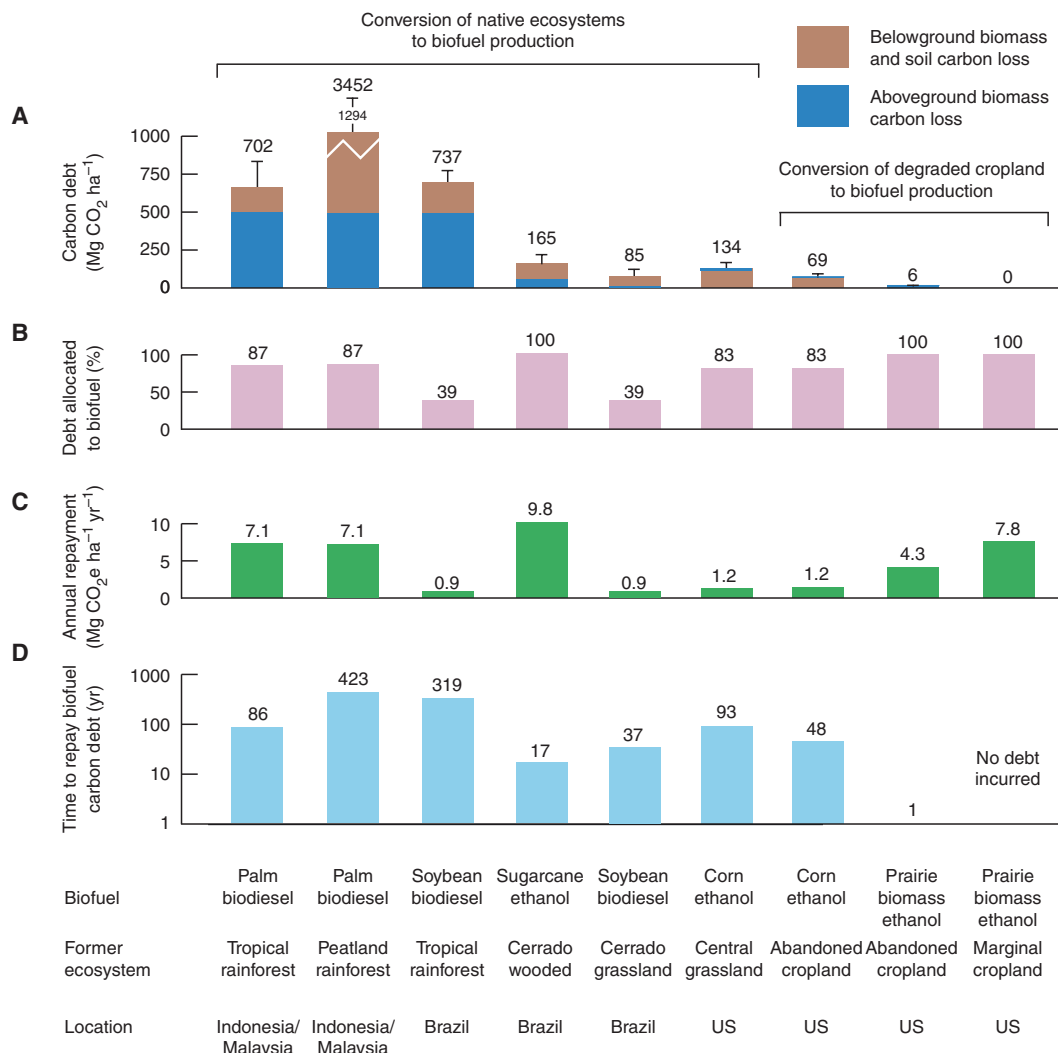 Conversion of native ecosystems
to biofuel production
Belowground biomass
and soil carbon loss
Aboveground biomass
carbon loss
Conversion of degraded cropland
to biofuel production
A
Carbon debt
(Mg CO2 ha–1)
1000
750
500
250
0
702
3452
1294
737
165
85
134
69
6
0
B
Debt allocated
to biofuel (%)
100
50
0
87
87
39
100
39
83
83
100
100
C
Annual repayment
(Mg CO2e ha–1 yr–1)
10
5
0
7.1
7.1
0.9
9.8
0.9
1.2
1.2
4.3
7.8
D
Time to repay biofuel
carbon debt (yr)
1000
100
10
1
86
423
319
17
37
93
48
1
No debt
incurred
Biofuel
Palm
biodiesel
Palm
biodiesel
Soybean
biodiesel
Sugarcane
ethanol
Soybean
biodiesel
Corn
ethanol
Corn
ethanol
Prairie
biomass
ethanol
Prairie
biomass
ethanol
Former
ecosystem
Tropical
rainforest
Peatland
rainforest
Tropical
rainforest
Cerrado
wooded
Cerrado
grassland
Central
grassland
Abandoned
cropland
Abandoned
cropland
Marginal
cropland
Location
Indonesia/
Malaysia
Indonesia/
Malaysia
Brazil
Brazil
Brazil
US
US
US
US